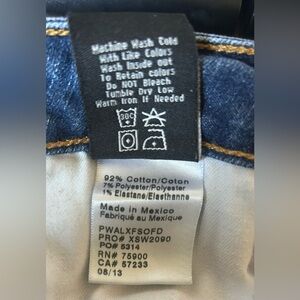 Machine Wash Cold
With Like Colors
Wash Inside out
To Retain colors
Do NOT Bleach
Tumble Dry Low
Warm Iron If Needed
30C
92% Cotton/Coton
7% Polyester/Polyester
1% Elastane/Elasthanne
Made in Mexico
Fabriqué au Mexique
PWALXFSOFD
PRO# XSW2090
PO# 5314
RN# 75900
CA# 57233
08/13